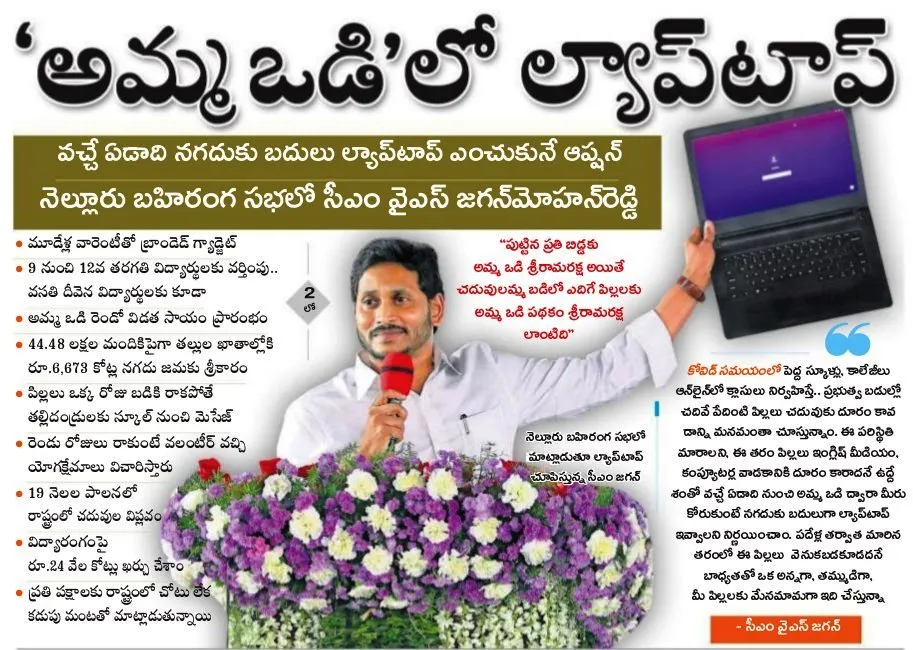 ‘అమ్మ ఒడి’లో ల్యాప్‌టాప్
వచ్చే ఏడాది నగదుకు బదులు ల్యాప్‌టాప్ ఎంచుకునే ఆప్షన్
నెల్లూరు బహిరంగ సభలో సీఎం వైఎస్ జగన్‌మోహన్‌రెడ్డి
• మూడేళ్ల వారెంటీతో బ్రాండెడ్ గ్యాడ్జెట్
• 9 నుంచి 12వ తరగతి విద్యార్థులకు వర్తింపు..
వసతి దీవెన విద్యార్థులకు కూడా
• అమ్మ ఒడి రెండో విడత సాయం ప్రారంభం
• 44.48 లక్షల మందికిపైగా తల్లుల ఖాతాల్లోకి
రూ.6,673 కోట్ల నగదు జమకు శ్రీకారం
• పిల్లలు ఒక్క రోజు బడికి రాకపోతే
తల్లిదండ్రులకు స్కూల్ నుంచి మెసేజ్
• రెండు రోజులు రాకుంటే వలంటీర్ వచ్చి
యోగక్షేమాలు విచారిస్తారు
• 19 నెలల పాలనలో
రాష్ట్రంలో చదువుల విప్లవం
• విద్యారంగంపై
రూ.24 వేల కోట్లు ఖర్చు చేశాం
• ప్రతి పక్షాలకు రాష్ట్రంలో చోటు లేక
కడుపు మంటతో మాట్లాడుతున్నాయి
2
లో
“పుట్టిన ప్రతి బిడ్డకు
అమ్మ ఒడి శ్రీరామరక్ష అయితే
చదువులమ్మ బడిలో ఎదిగే పిల్లలకు
అమ్మ ఒడి పథకం శ్రీరామరక్ష
లాంటిది”
నెల్లూరు బహిరంగ సభలో
మాట్లాడుతూ ల్యాప్‌టాప్
చూపిస్తున్న సీఎం జగన్
“
కోవిడ్ సమయంలో పెద్ద స్కూళ్లు, కాలేజీలు
ఆన్‌లైన్‌లో క్లాసులు నిర్వహిస్తే.. ప్రభుత్వ బడుల్లో
చదివే పేదింటి పిల్లలు చదువుకు దూరం కావ
డాన్ని మనమంతా చూస్తున్నాం. ఈ పరిస్థితి
మారాలని, ఈ తరం పిల్లలు ఇంగ్లిష్ మీడియం,
కంప్యూటర్ల వాడకానికి దూరం కారాదనే ఉద్దే
శంతో వచ్చే ఏడాది నుంచి అమ్మ ఒడి ద్వారా మీరు
కోరుకుంటే నగదుకు బదులుగా ల్యాప్‌టాప్
ఇవ్వాలని నిర్ణయించాం. పదేళ్ల తర్వాత మారిన
తరంలో ఈ పిల్లలు వెనుకబడకూడదనే
బాధ్యతతో ఒక అన్నగా, తమ్ముడిగా,
మీ పిల్లలకు మేనమామగా ఇది చేస్తున్నా
- సీఎం వైఎస్ జగన్